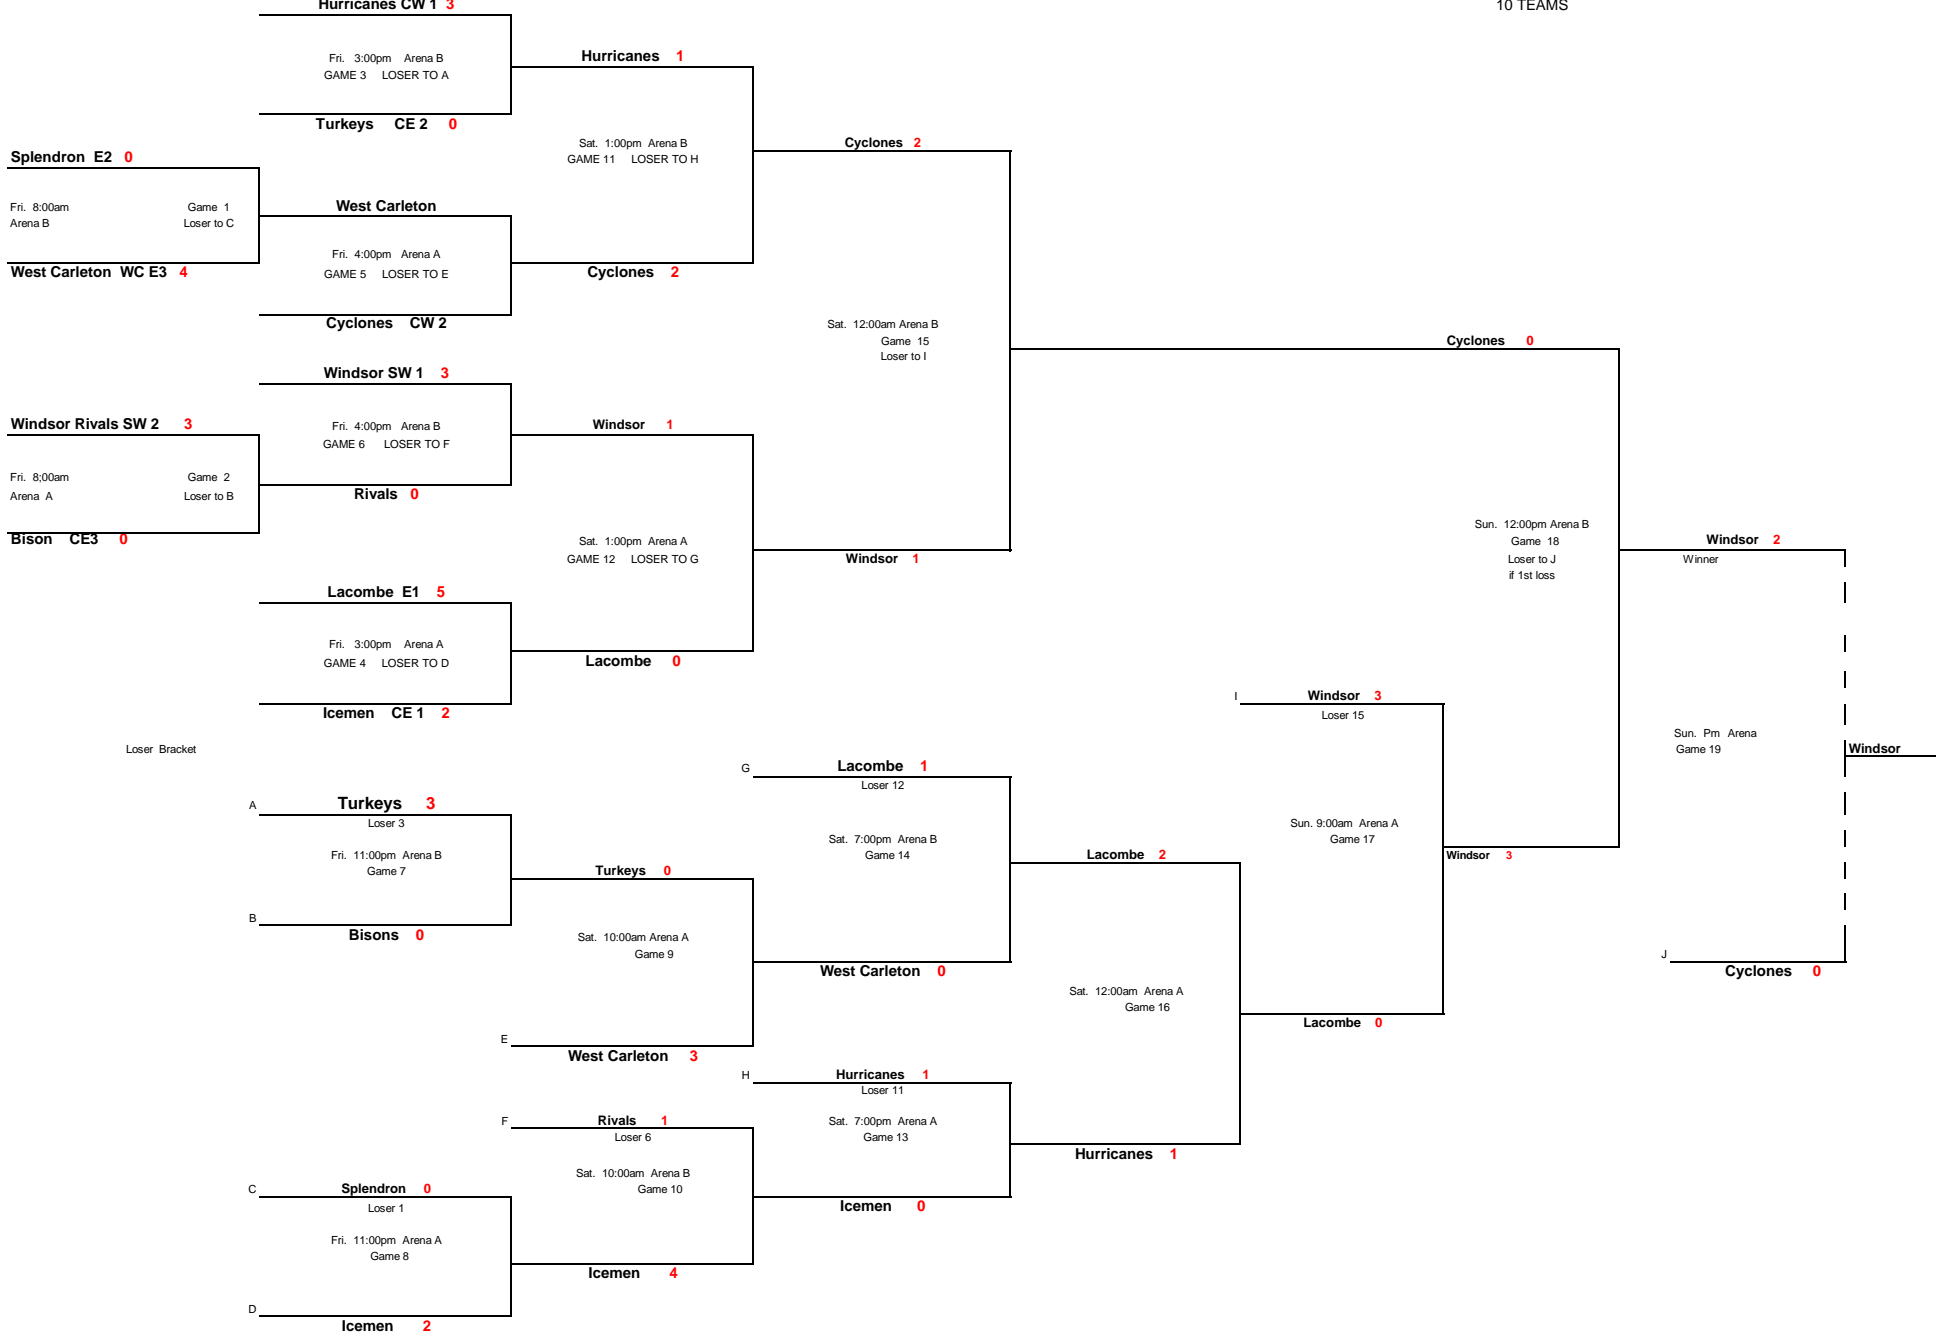 Hurricanes CW 1 3
10 TEAMS
Fri. 3:00pm Arena B
GAME 3 LOSER TO A
Turkeys CE 2 0
Hurricanes 1
Sat. 1:00pm Arena B
GAME 11 LOSER TO H
Cyclones 2
Splendron E2 0
Fri. 8:00am Game 1
Arena B Loser to C
West Carleton WC E3 4
West Carleton
Fri. 4:00pm Arena A
GAME 5 LOSER TO E
Cyclones CW 2
Cyclones 2
Sat. 12:00am Arena B
Game 15
Loser to I
Cyclones 0
Windsor SW 1 3
Windsor Rivals SW 2 3
Fri. 4:00pm Arena B
GAME 6 LOSER TO F
Windsor 1
Fri. 8;00am Game 2
Arena A Loser to B
Rivals 0
Bison CE3 0
Sat. 1:00pm Arena A
GAME 12 LOSER TO G
Windsor 1
Sun. 12:00pm Arena B
Game 18
Loser to J
if 1st loss
Windsor 2
Winner
Lacombe E1 5
Fri. 3:00pm Arena A
GAME 4 LOSER TO D
Lacombe 0
Icemen CE 1 2
I Windsor 3
Loser 15
Sun. Pm Arena
Game 19
Windsor
Loser Bracket
G Lacombe 1
Loser 12
A Turkeys 3
Loser 3
Fri. 11:00pm Arena B
Game 7
Sat. 7:00pm Arena B
Game 14
Sun. 9:00am Arena A
Game 17
Lacombe 2
Windsor 3
Turkeys 0
B
Bisons 0
Sat. 10:00am Arena A
Game 9
West Carleton 0
J
Cyclones 0
Sat. 12:00am Arena A
Game 16
Lacombe 0
E
West Carleton 3
H Hurricanes 1
Loser 11
F Rivals 1
Loser 6
Sat. 7:00pm Arena A
Game 13
Hurricanes 1
Sat. 10:00am Arena B
Game 10
C Splendron 0
Loser 1
Icemen 0
Fri. 11:00pm Arena A
Game 8
Icemen 4
D
Icemen 2